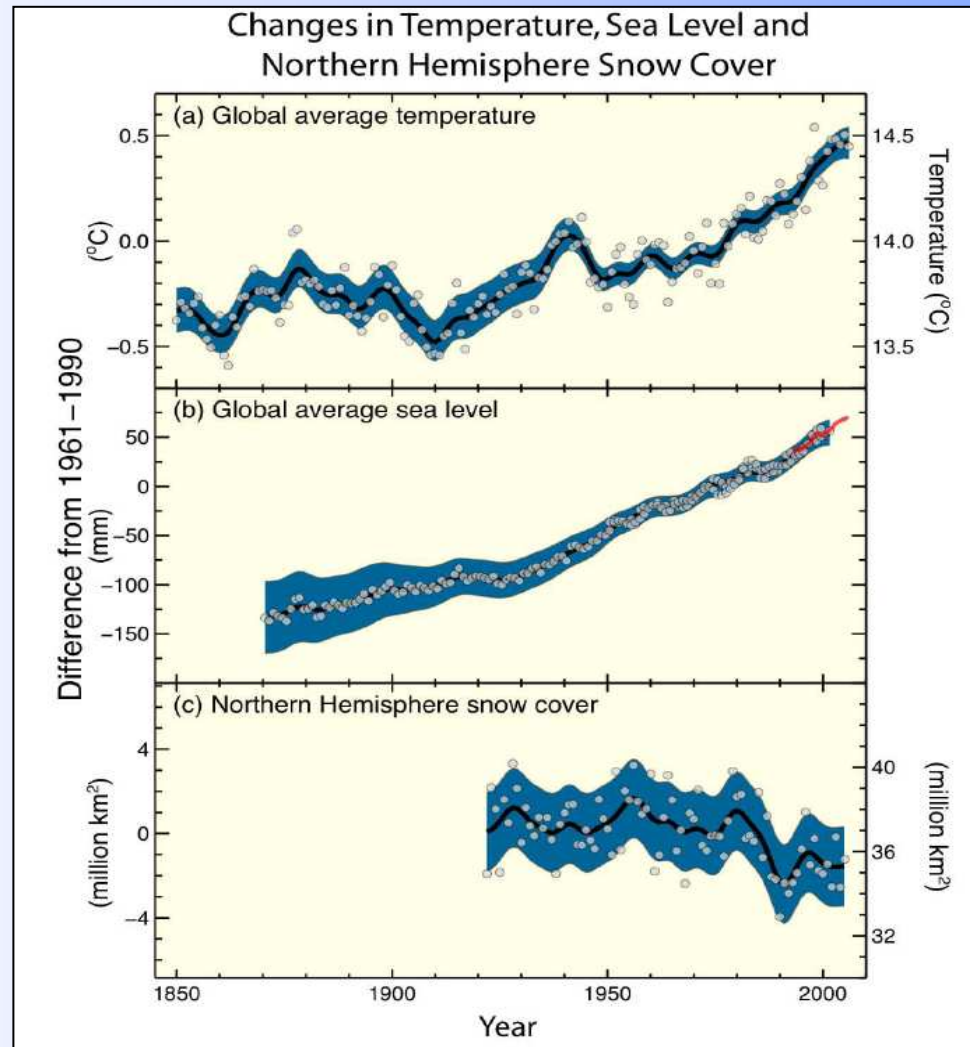 Changes in Temperature, Sea Level and
Northern Hemisphere Snow Cover
(a) Global average temperature
0.5
0.0
−0.5
(°C)
14.5
14.0
13.5
Temperature (°C)
(b) Global average sea level
50
0
−50
−100
−150
(mm)
Difference from 1961−1990
(c) Northern Hemisphere snow cover
4
0
−4
(million km²)
40
36
32
(million km²)
1850
1900
1950
2000
Year